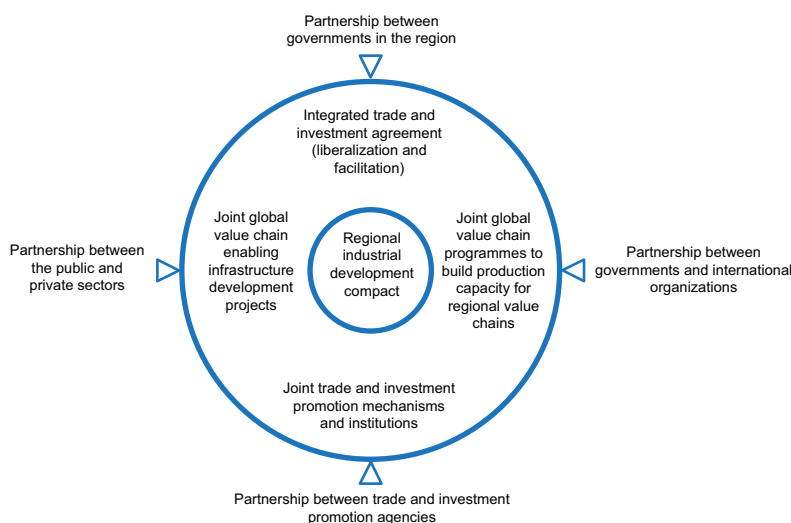 Partnership between
governments in the region
Integrated trade and
investment agreement
(liberalization and
facilitation)
Partnership between
the public and
private sectors
Joint global
value chain
enabling
infrastructure
development
projects
Regional
industrial
development
compact
Joint global
value chain
programmes to
build production
capacity for
regional value
chains
Partnership between
governments and international
organizations
Joint trade and investment
promotion mechanisms
and institutions
Partnership between trade and investment
promotion agencies